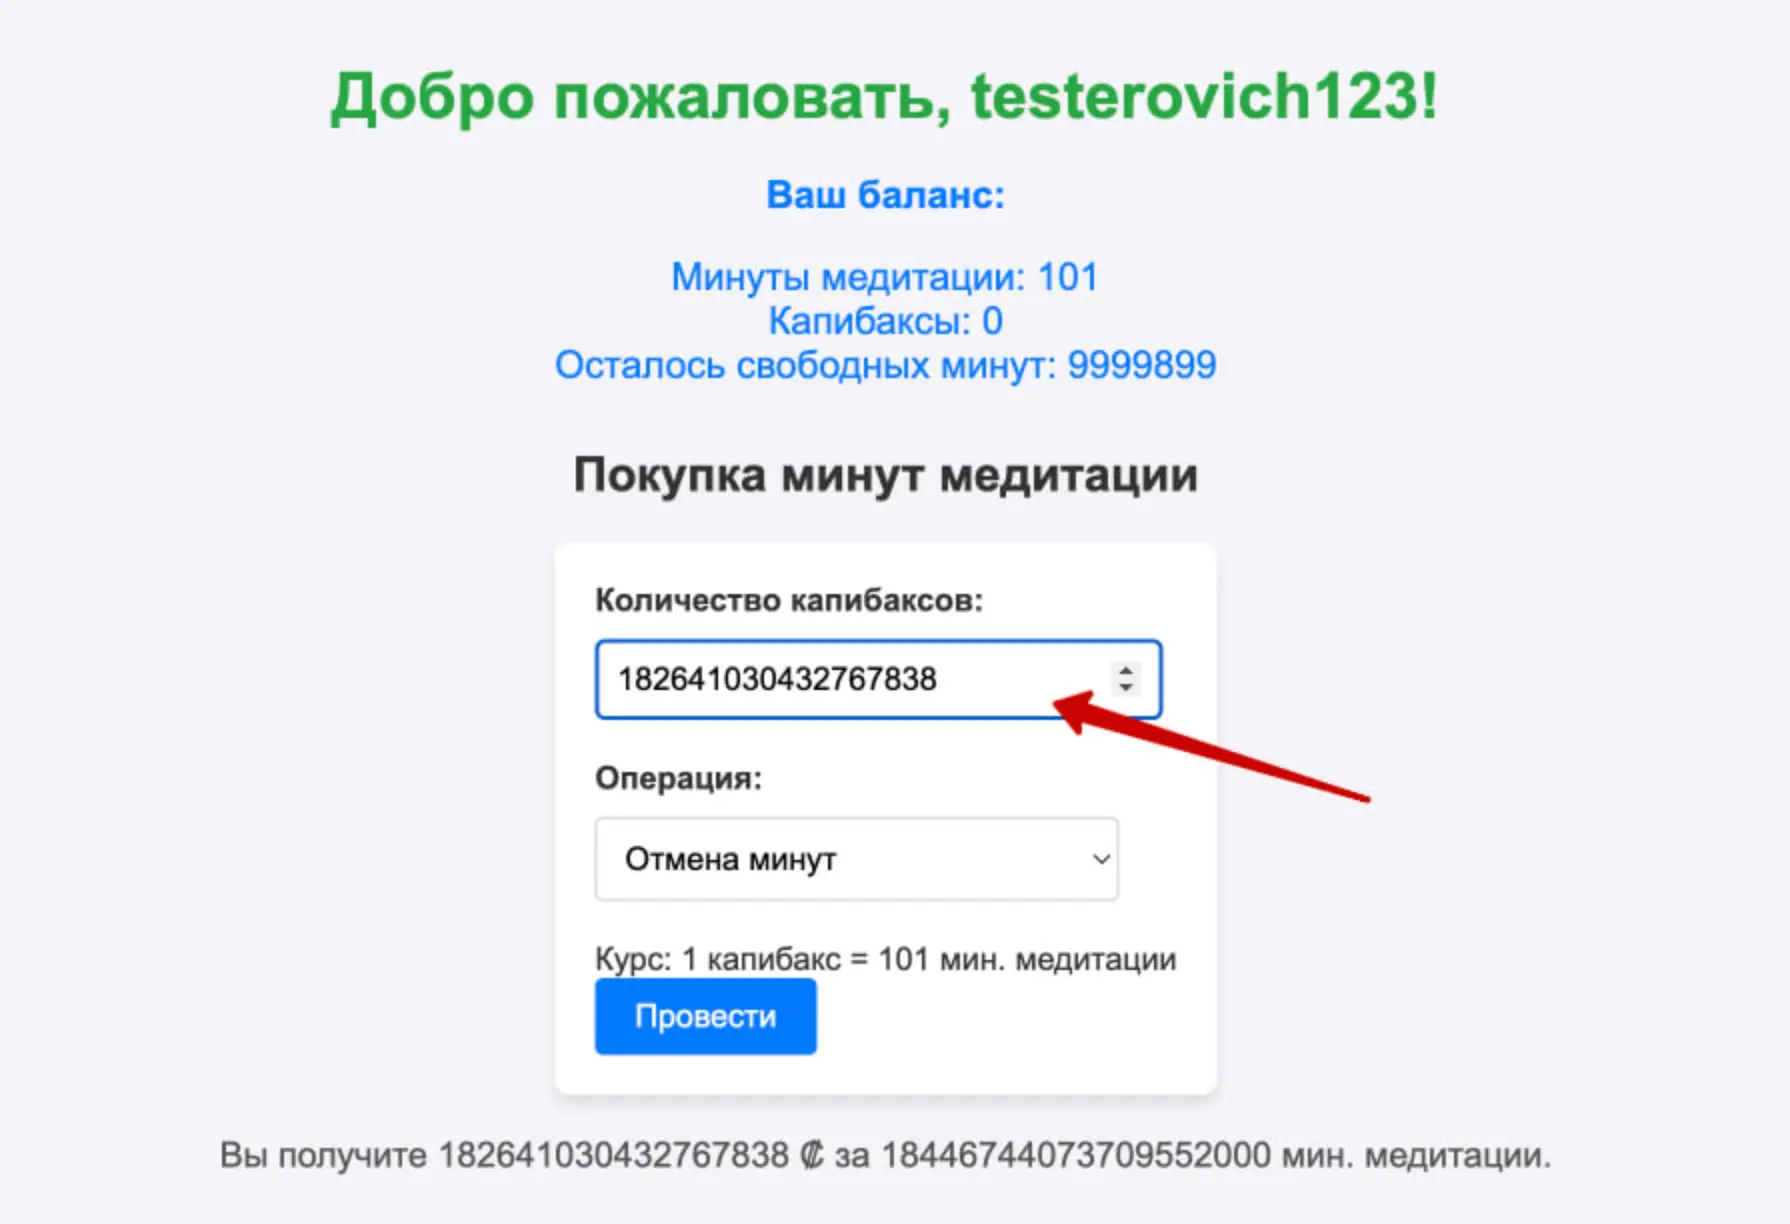 Добро пожаловать, testerovich123!
Ваш баланс:
Минуты медитации: 101
Капибаксы: 0
Осталось свободных минут: 9999899
Покупка минут медитации
Количество капибаксов:
182641030432767838
Операция:
Отмена минут
Курс: 1 капибакс = 101 мин. медитации
Провести
Вы получите 182641030432767838 ₡ за 18446744073709552000 мин. медитации.